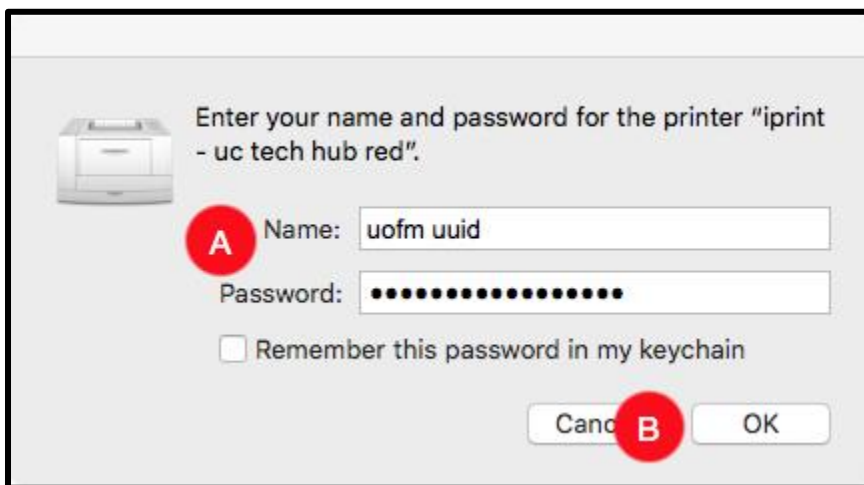 Enter your name and password for the printer “iprint
- uc tech hub red”.
A Name: uofm uuid
Password: •••••••••••••••••
Remember this password in my keychain
Canc B OK